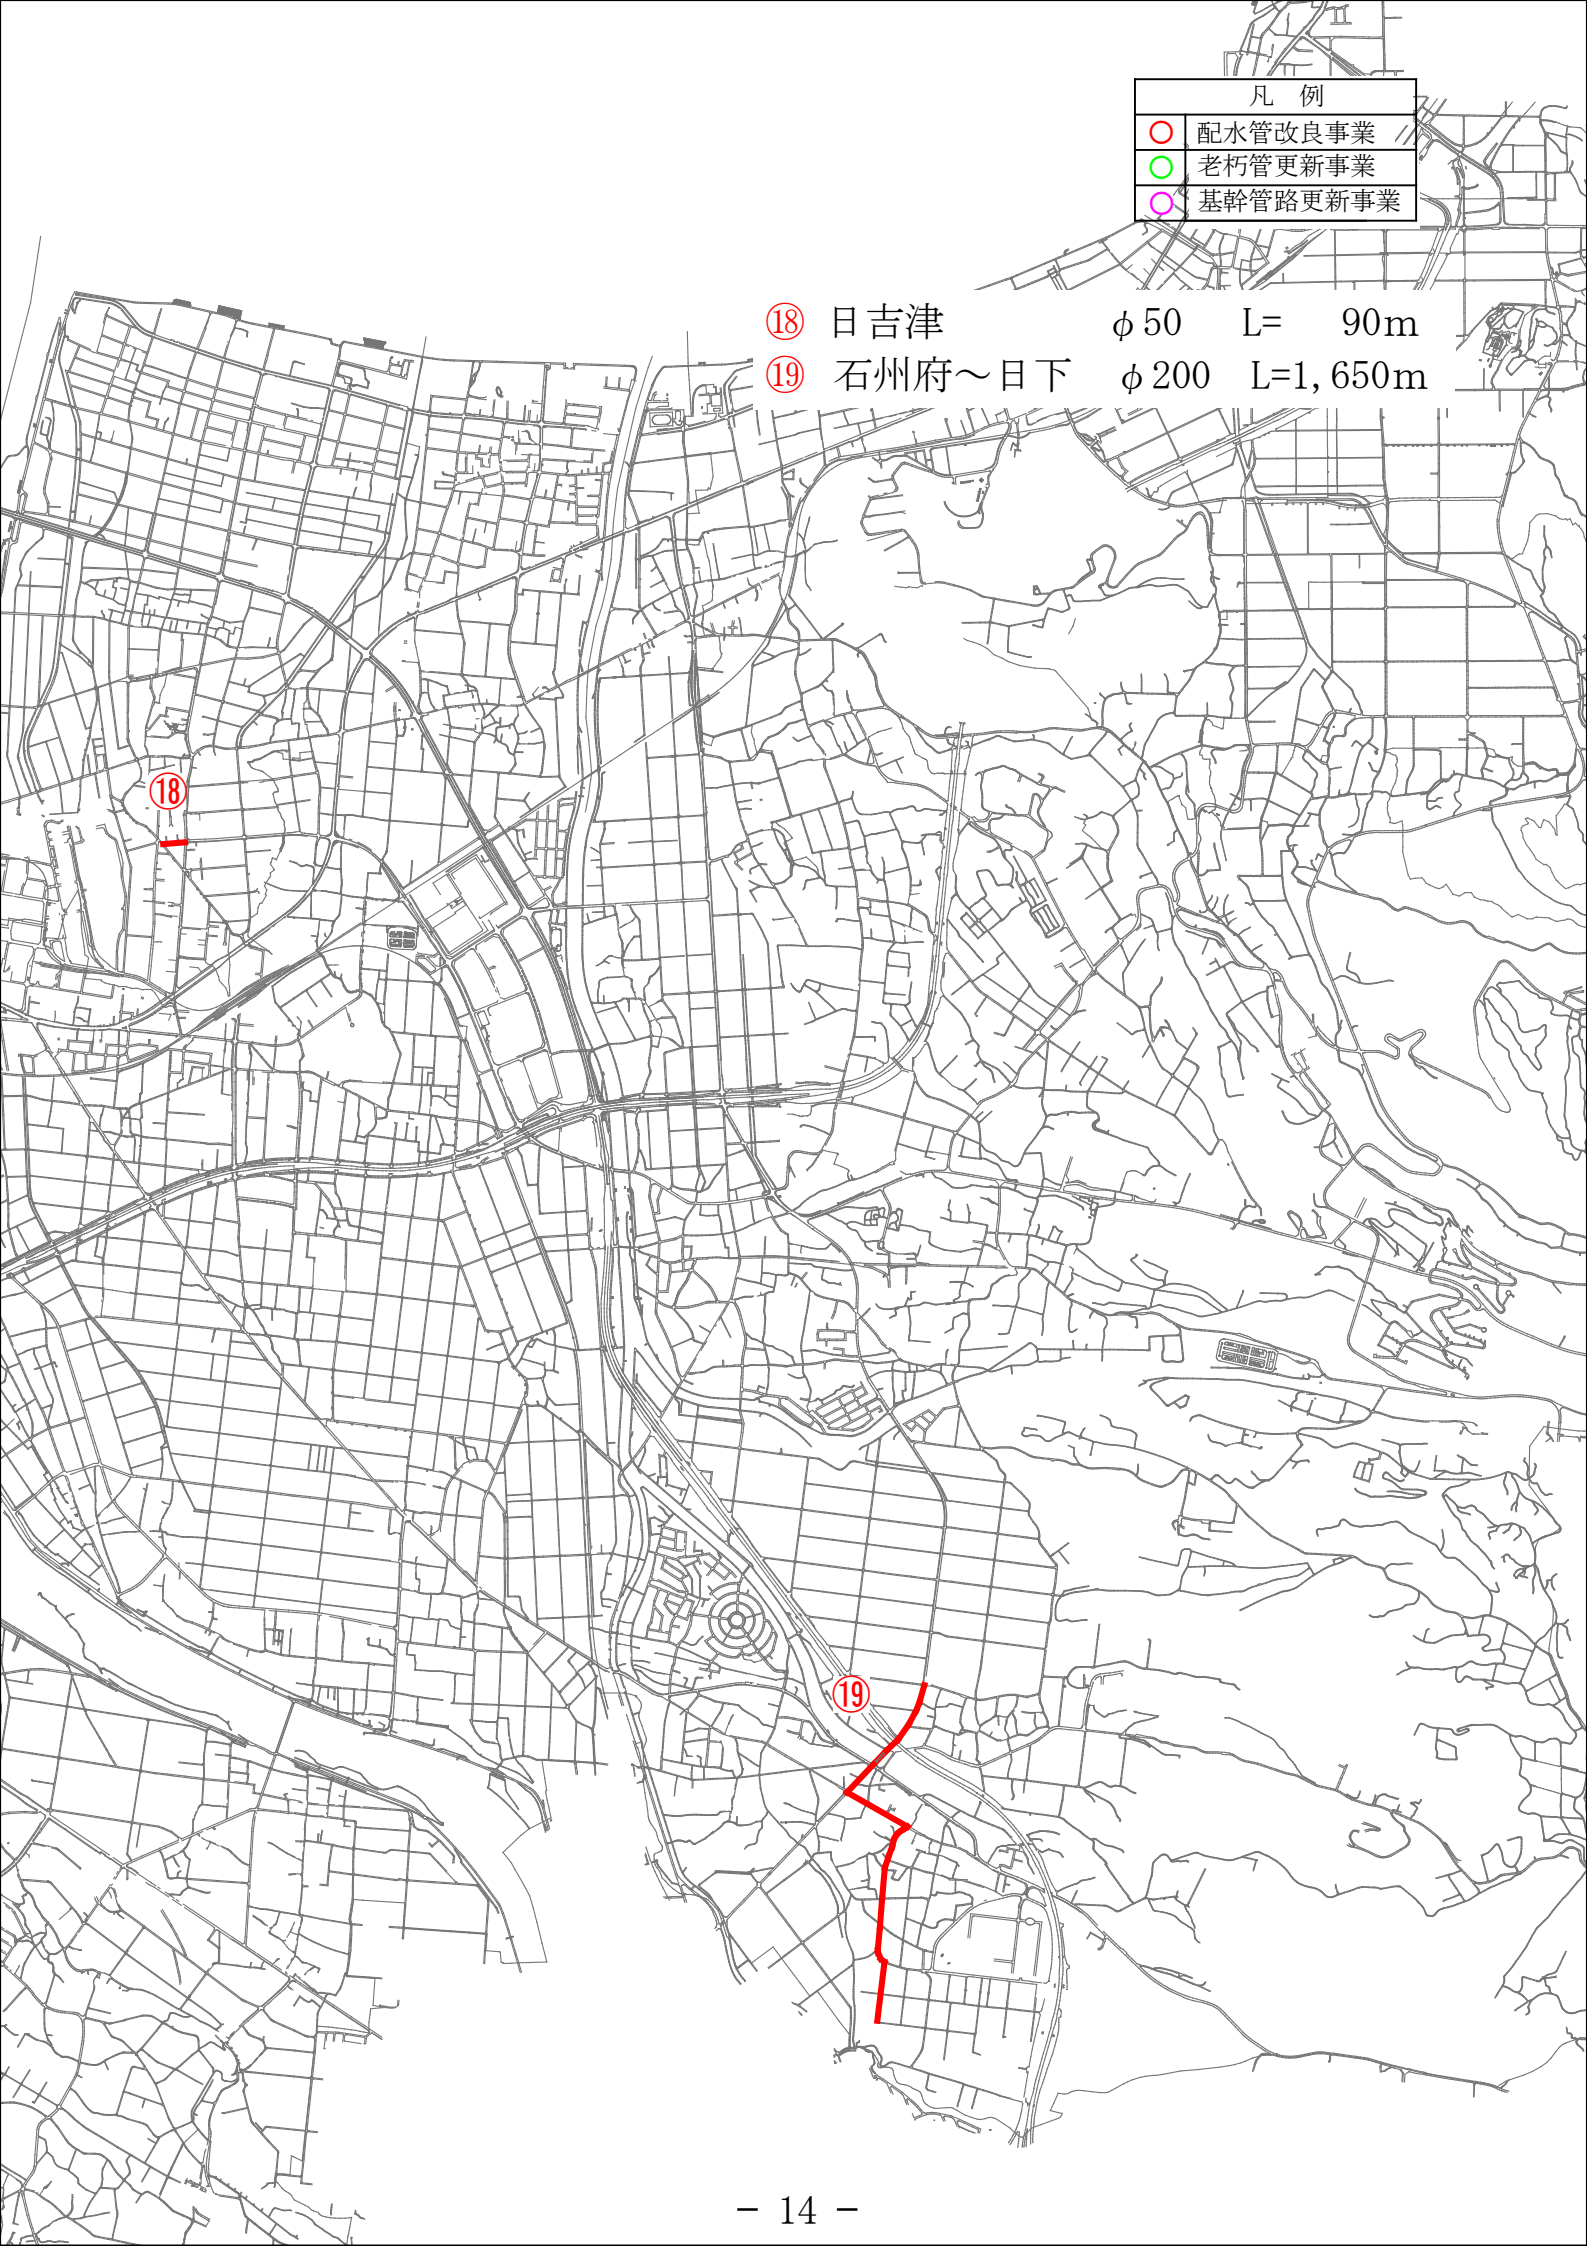 凡 例
配水管改良事業
老朽管更新事業
基幹管路更新事業
⑱ 日吉津 φ50 L= 90m
⑲ 石州府～日下 φ200 L=1,650m
⑱
⑲
- 14 -